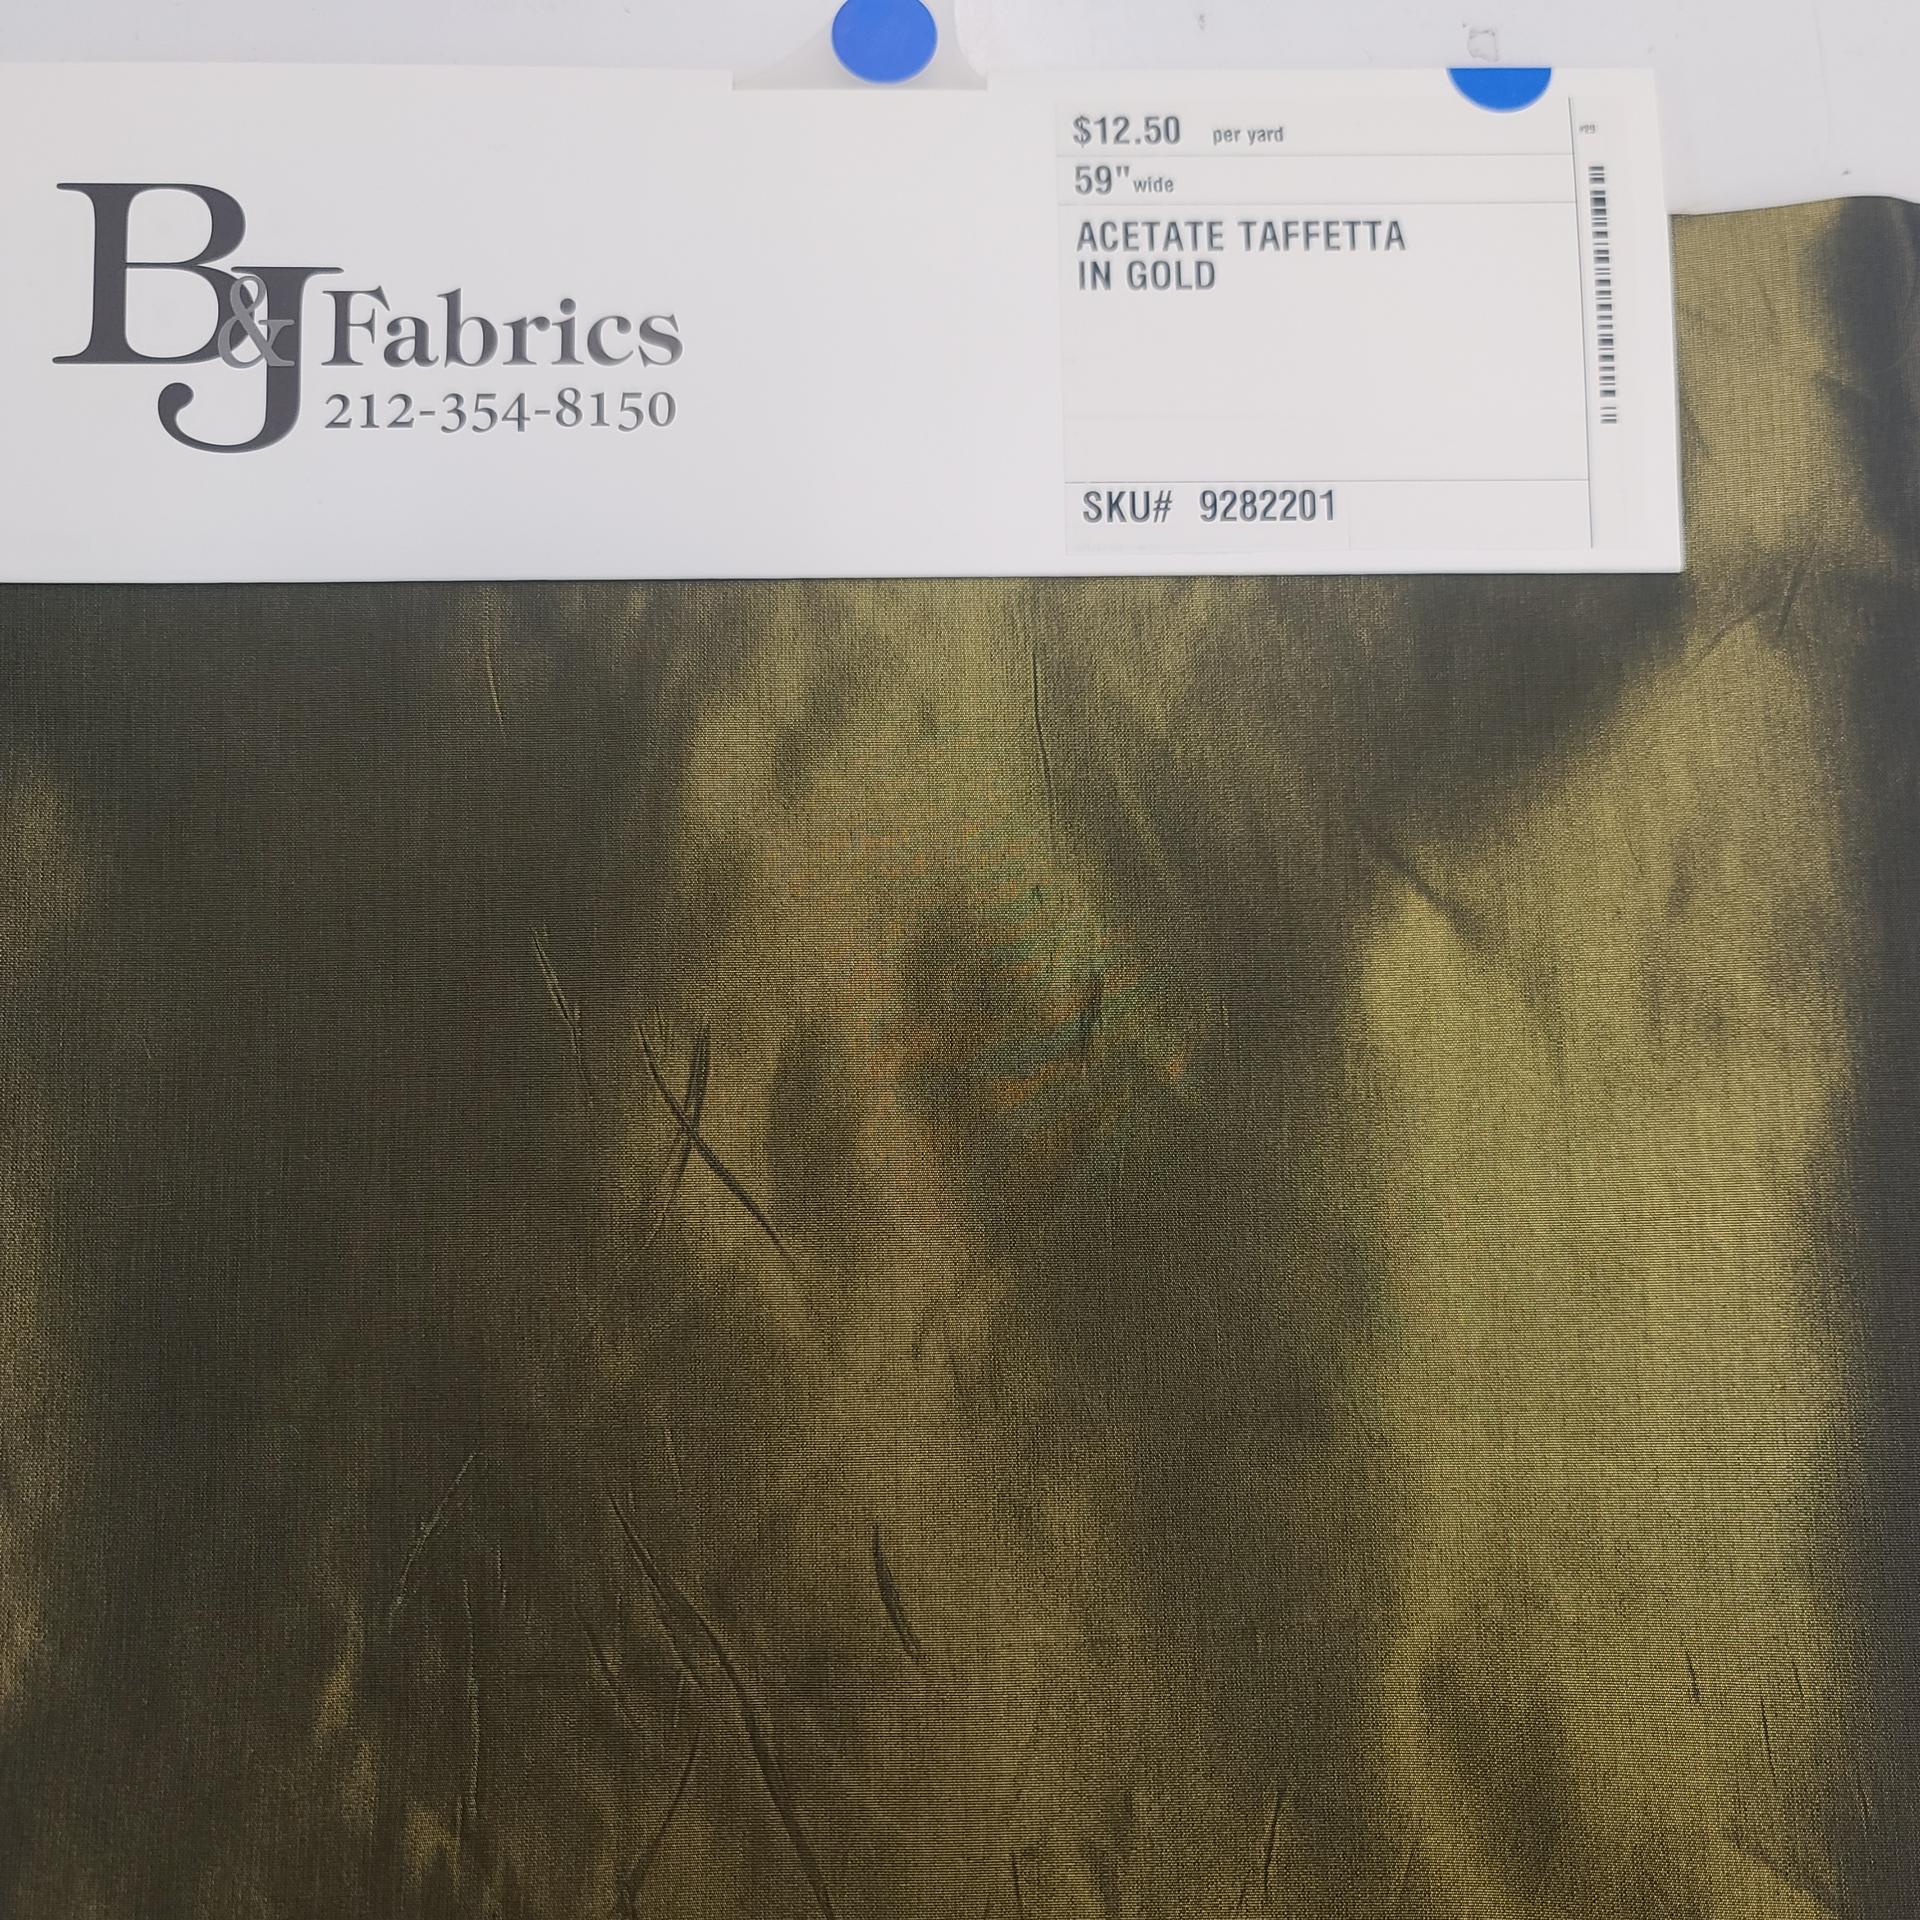 B&J Fabrics
212-354-8150
$12.50 per yard
59" wide
ACETATE TAFFETTA
IN GOLD
SKU# 9282201